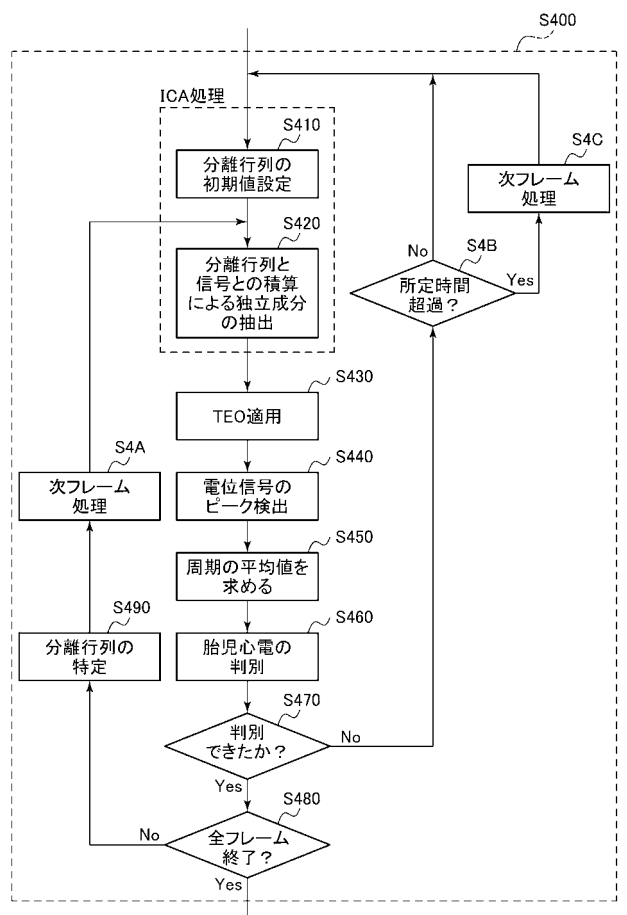 S400
ICA処理
S410
分離行列の
初期値設定
S420
分離行列と
信号との積算
による独立成分
の抽出
S430
TEO適用
S440
電位信号の
ピーク検出
S450
周期の平均値を
求める
S460
胎児心電の
判別
S470
判別
できたか？
No
Yes
S480
全フレーム
終了？
No
Yes
S490
分離行列の
特定
S4A
次フレーム
処理
S4B
所定時間
超過？
No
Yes
S4C
次フレーム
処理